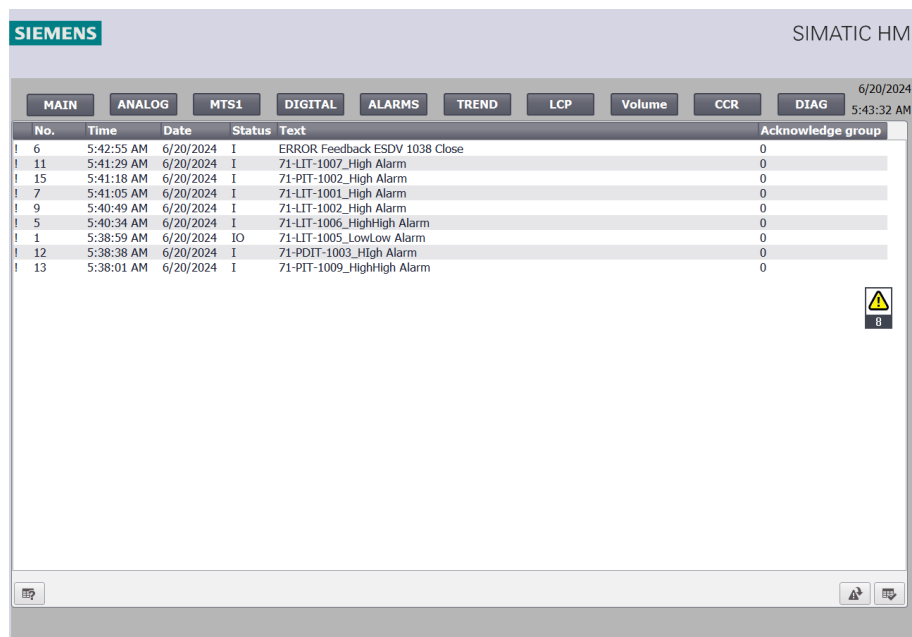 SIEMENS
SIMATIC HM
6/20/2024
MAIN ANALOG MTS1 DIGITAL ALARMS TREND LCP Volume CCR DIAG
5:43:32 AM
No. Time Date Status Text Acknowledge group
! 6 5:42:55 AM 6/20/2024 I ERROR Feedback ESDV 1038 Close 0
! 11 5:41:29 AM 6/20/2024 I 71-LIT-1007_High Alarm 0
! 15 5:41:18 AM 6/20/2024 I 71-PIT-1002_High Alarm 0
! 7 5:41:05 AM 6/20/2024 I 71-LIT-1001_High Alarm 0
! 9 5:40:49 AM 6/20/2024 I 71-LIT-1002_High Alarm 0
! 5 5:40:34 AM 6/20/2024 I 71-LIT-1006_HighHigh Alarm 0
! 1 5:38:59 AM 6/20/2024 IO 71-LIT-1005_LowLow Alarm 0
! 12 5:38:38 AM 6/20/2024 I 71-PDIT-1003_HIgh Alarm 0
! 13 5:38:01 AM 6/20/2024 I 71-PIT-1009_HighHigh Alarm 0
8